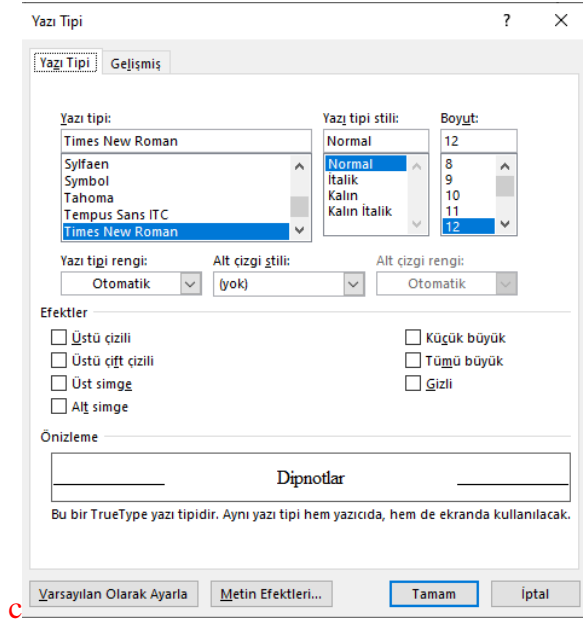 Yazı Tipi ? ×
Yazı Tipi Gelişmiş
Yazı tipi: Yazı tipi stili: Boyut:
Times New Roman Normal 12
Sylfaen Normal 8
Symbol İtalik 9
Tahoma Kalın 10
Tempus Sans ITC Kalın İtalik 11
Times New Roman 12
Yazı tipi rengi: Alt çizgi stili: Alt çizgi rengi:
Otomatik (yok) Otomatik
Efektler
Üstü çizili Küçük büyük
Üstü çift çizili Tümü büyük
Üst simge Gizli
Alt simge
Önizleme
Dipnotlar
Bu bir TrueType yazı tipidir. Aynı yazı tipi hem yazıcıda, hem de ekranda kullanılacak.
c Varsayılan Olarak Ayarla Metin Efektleri... Tamam İptal